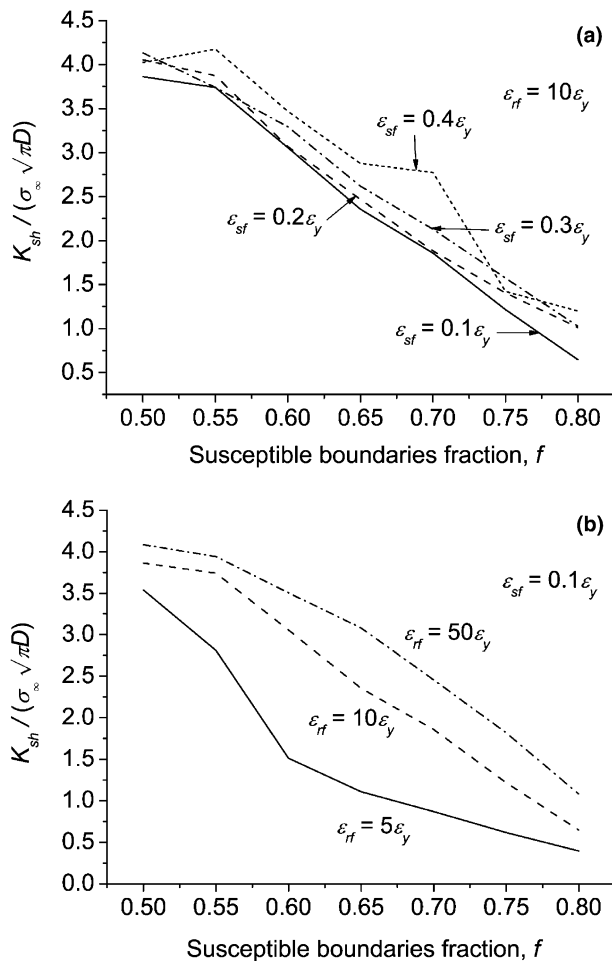 (a)
4.5
4.0
3.5
3.0
2.5
2.0
1.5
1.0
0.5
K_sh / (σ_∞ √πD)
ε_rf = 10ε_y
ε_sf = 0.4ε_y
ε_sf = 0.2ε_y
ε_sf = 0.3ε_y
ε_sf = 0.1ε_y
0.50 0.55 0.60 0.65 0.70 0.75 0.80
Susceptible boundaries fraction, f
(b)
4.5
4.0
3.5
3.0
2.5
2.0
1.5
1.0
0.5
0.0
K_sh / (σ_∞ √πD)
ε_sf = 0.1ε_y
ε_rf = 50ε_y
ε_rf = 10ε_y
ε_rf = 5ε_y
0.50 0.55 0.60 0.65 0.70 0.75 0.80
Susceptible boundaries fraction, f